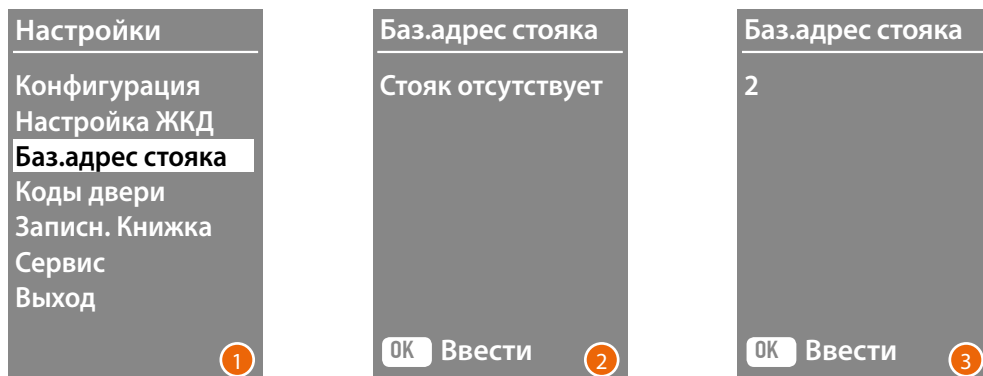 Настройки
Конфигурация
Настройка ЖКД
Баз.адрес стояка
Коды двери
Записн. Книжка
Сервис
Выход
1
Баз.адрес стояка
Стояк отсутствует
OK Ввести
2
Баз.адрес стояка
2
OK Ввести
3